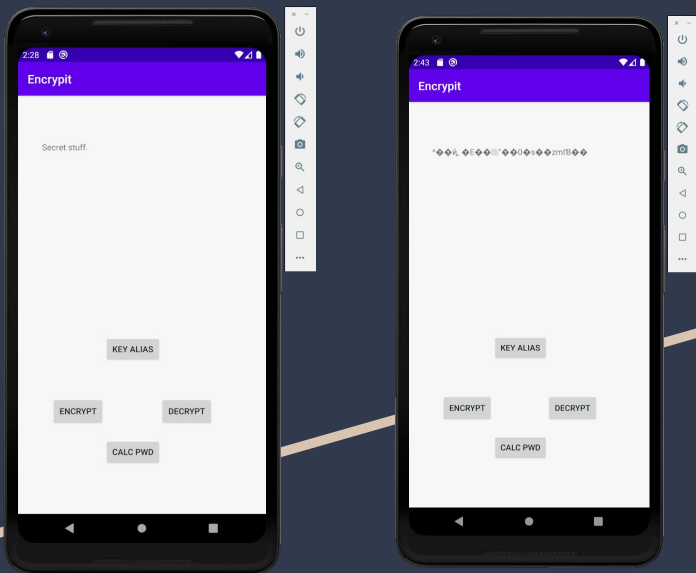 2:28
Encrypit
Secret stuff.
KEY ALIAS
ENCRYPT
DECRYPT
CALC PWD
2:43
Encrypit
KEY ALIAS
ENCRYPT
DECRYPT
CALC PWD